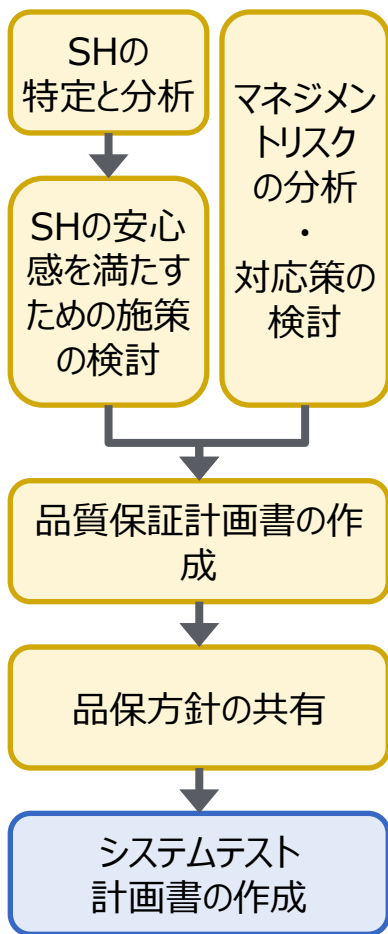 SHの
特定と分析
マネジメン
トリスク
の分析
・
対応策の
検討
SHの安心
感を満たす
ための施策
の検討
品質保証計画書の作
成
品保方針の共有
システムテスト
計画書の作成